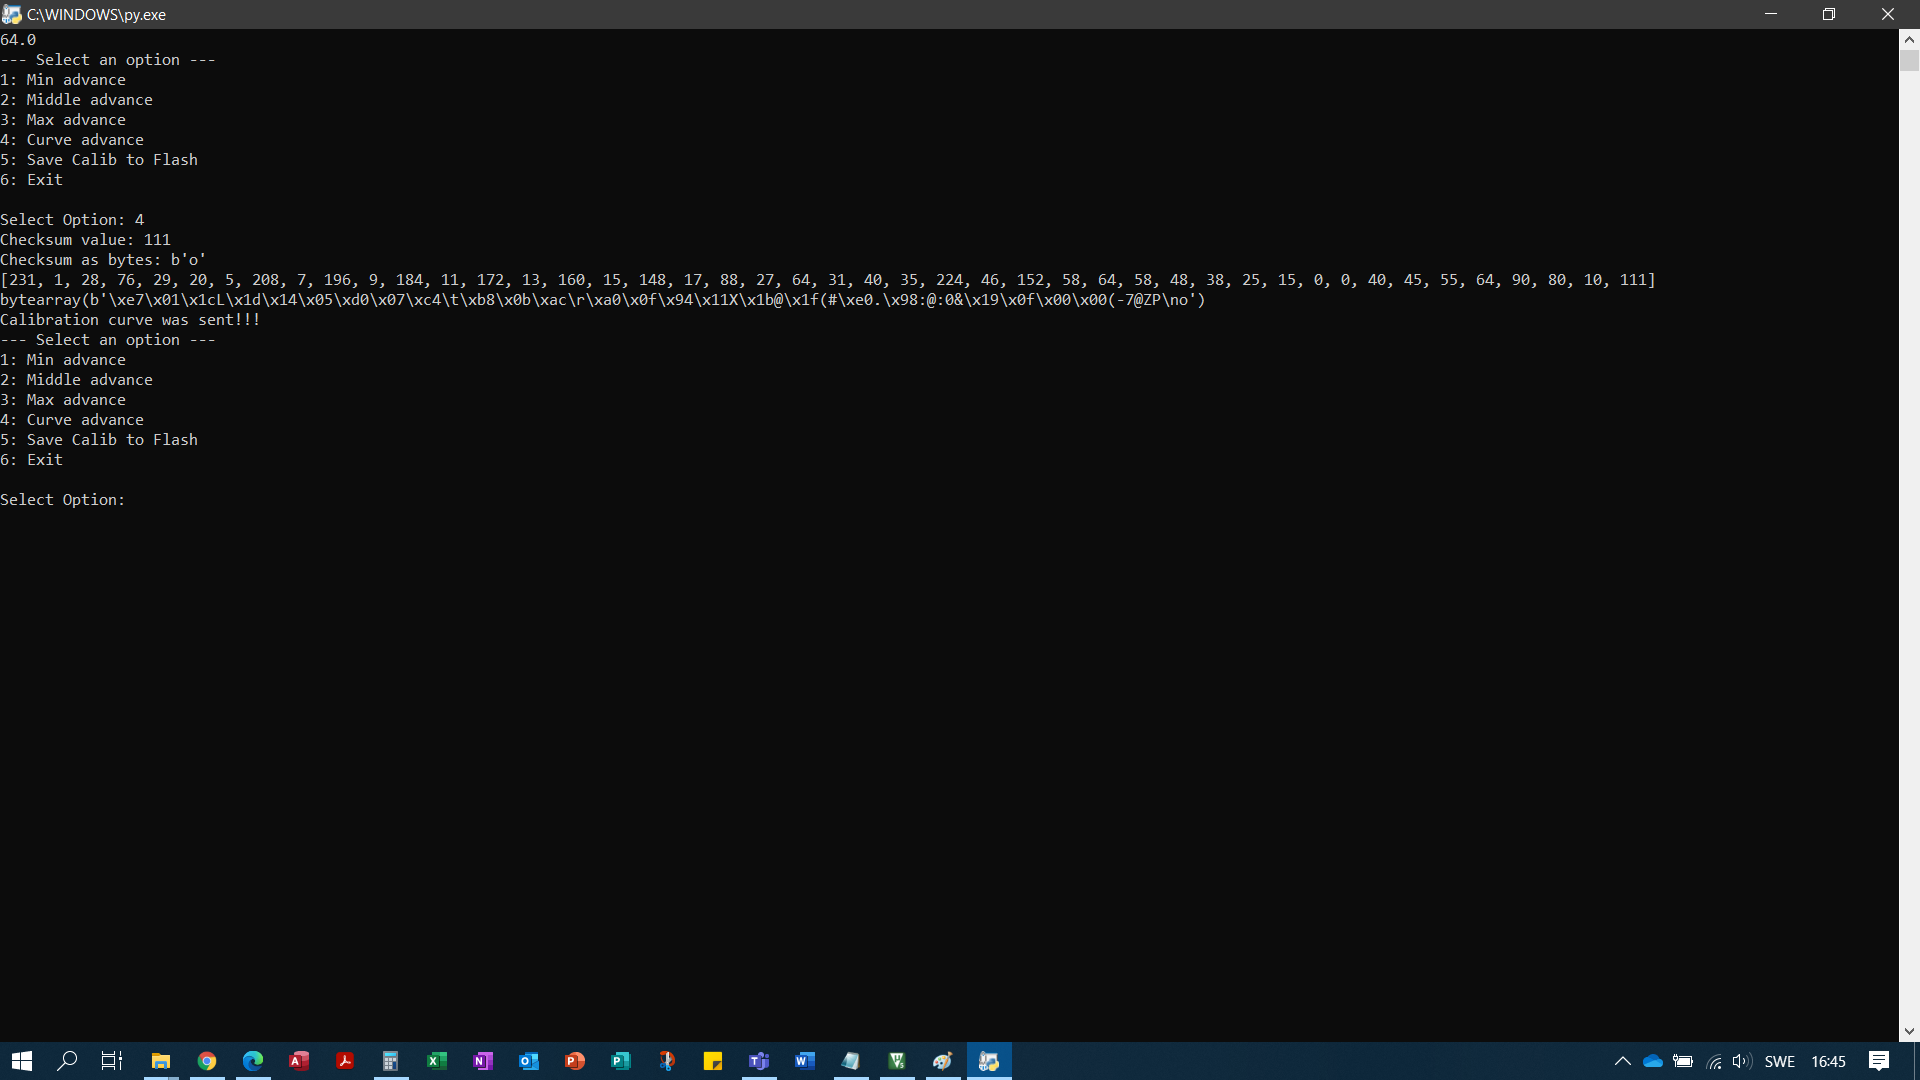 C:\WINDOWS\py.exe
64.0
--- Select an option ---
1: Min advance
2: Middle advance
3: Max advance
4: Curve advance
5: Save Calib to Flash
6: Exit
Select Option: 4
Checksum value: 111
Checksum as bytes: b'o'
[231, 1, 28, 76, 29, 20, 5, 208, 7, 196, 9, 184, 11, 172, 13, 160, 15, 148, 17, 88, 27, 64, 31, 40, 35, 224, 46, 152, 58, 64, 58, 48, 38, 25, 15, 0, 0, 40, 45, 55, 64, 90, 80, 10, 111]
bytearray(b'\xe7\x01\x1cL\x1d\x14\x05\xd0\x07\xc4\t\xb8\x0b\xac\r\xa0\x0f\x94\x11X\x1b@\x1f(#\xe0.\x98:@:0&\x19\x0f\x00\x00(-7@ZP\no')
Calibration curve was sent!!!
--- Select an option ---
1: Min advance
2: Middle advance
3: Max advance
4: Curve advance
5: Save Calib to Flash
6: Exit
Select Option:
SWE 16:45